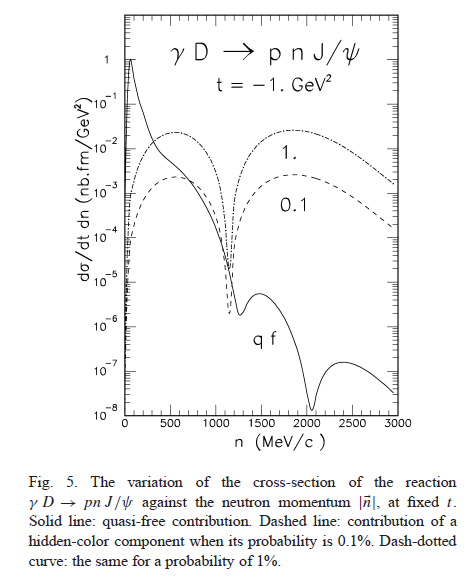 γ D → p n J/ψ
t = −1. GeV²
1
10⁻¹
10⁻²
10⁻³
10⁻⁴
10⁻⁵
10⁻⁶
10⁻⁷
10⁻⁸
dσ/dt dn (nb.fm/GeV²)
1.
0.1
q f
0 500 1000 1500 2000 2500 3000
n (MeV/c )
Fig. 5. The variation of the cross-section of the reaction
γ D → pn J/ψ against the neutron momentum |n⃗|, at fixed t.
Solid line: quasi-free contribution. Dashed line: contribution of a
hidden-color component when its probability is 0.1%. Dash-dotted
curve: the same for a probability of 1%.